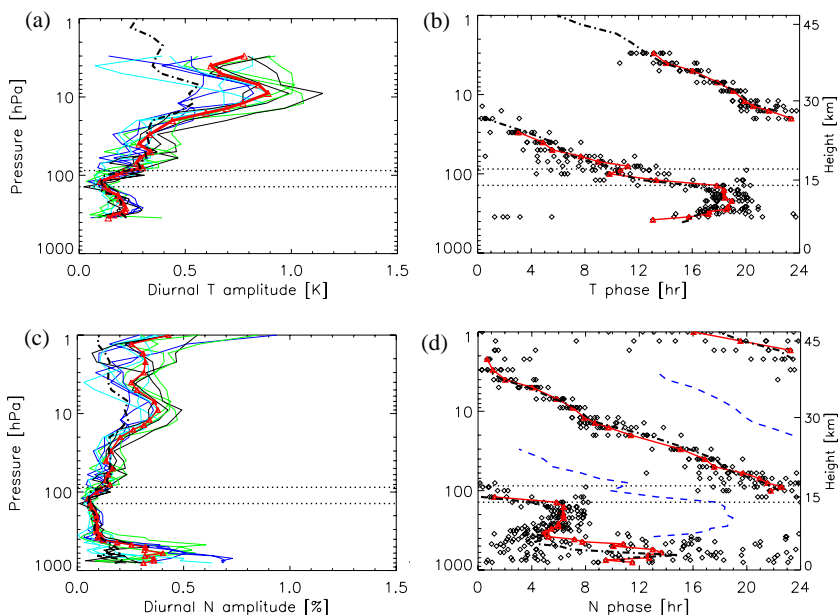 (a)
Pressure [hPa]
1
10
100
1000
0.0 0.5 1.0 1.5
Diurnal T amplitude [K]
(b)
1
10
100
1000
45
30
15
0
Height [km]
0 4 8 12 16 20 24
T phase [hr]
(c)
Pressure [hPa]
1
10
100
1000
0.0 0.5 1.0 1.5
Diurnal N amplitude [%]
(d)
1
10
100
1000
45
30
15
0
Height [km]
0 4 8 12 16 20 24
N phase [hr]